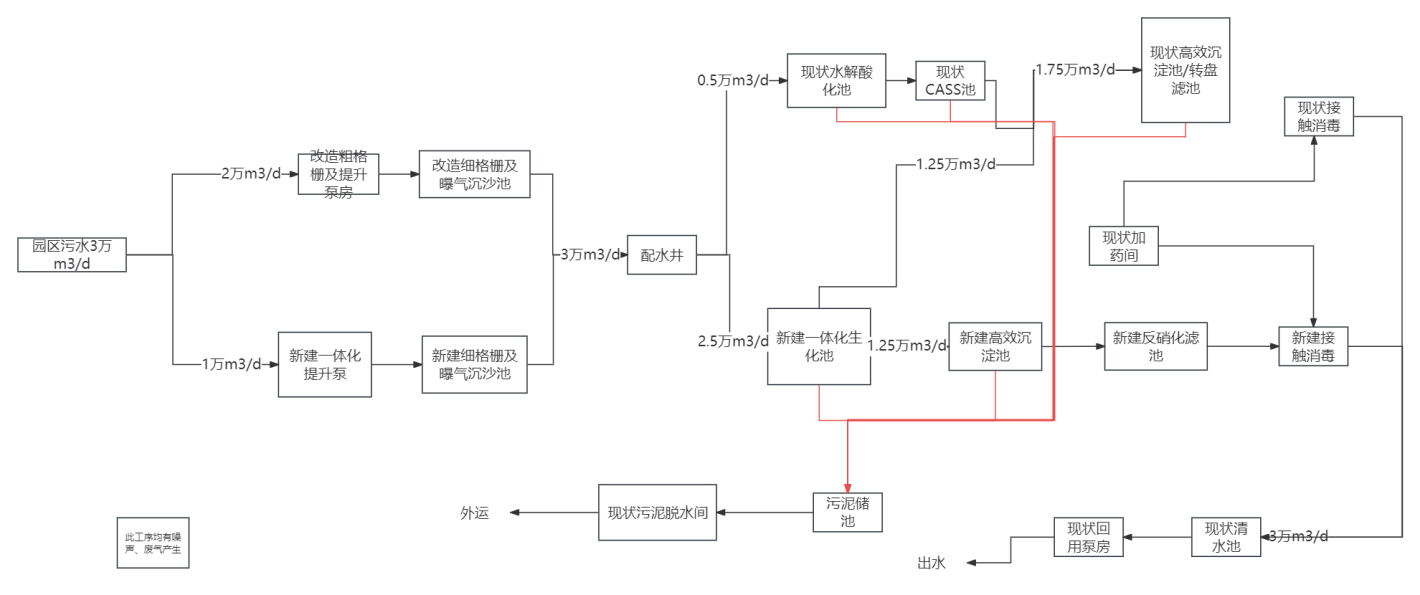 现状高效沉
淀池/转盘
滤池
0.5万m3/d
现状水解酸
化池
现状
CASS池
1.75万m3/d
现状接
触消毒
2万m3/d
改造粗格
栅及提升
泵房
改造细格栅及
曝气沉沙池
1.25万m3/d
园区污水3万
m3/d
3万m3/d
配水井
现状加
药间
1万m3/d
新建一体化
提升泵
新建细格栅及
曝气沉沙池
2.5万m3/d
新建一体化生
化池
1.25万m3/d
新建高效沉
淀池
新建反硝化滤
池
新建接
触消毒
外运
现状污泥脱水间
污泥储
池
此工序均有噪
声、废气产生
出水
现状回
用泵房
现状清
水池
3万m3/d